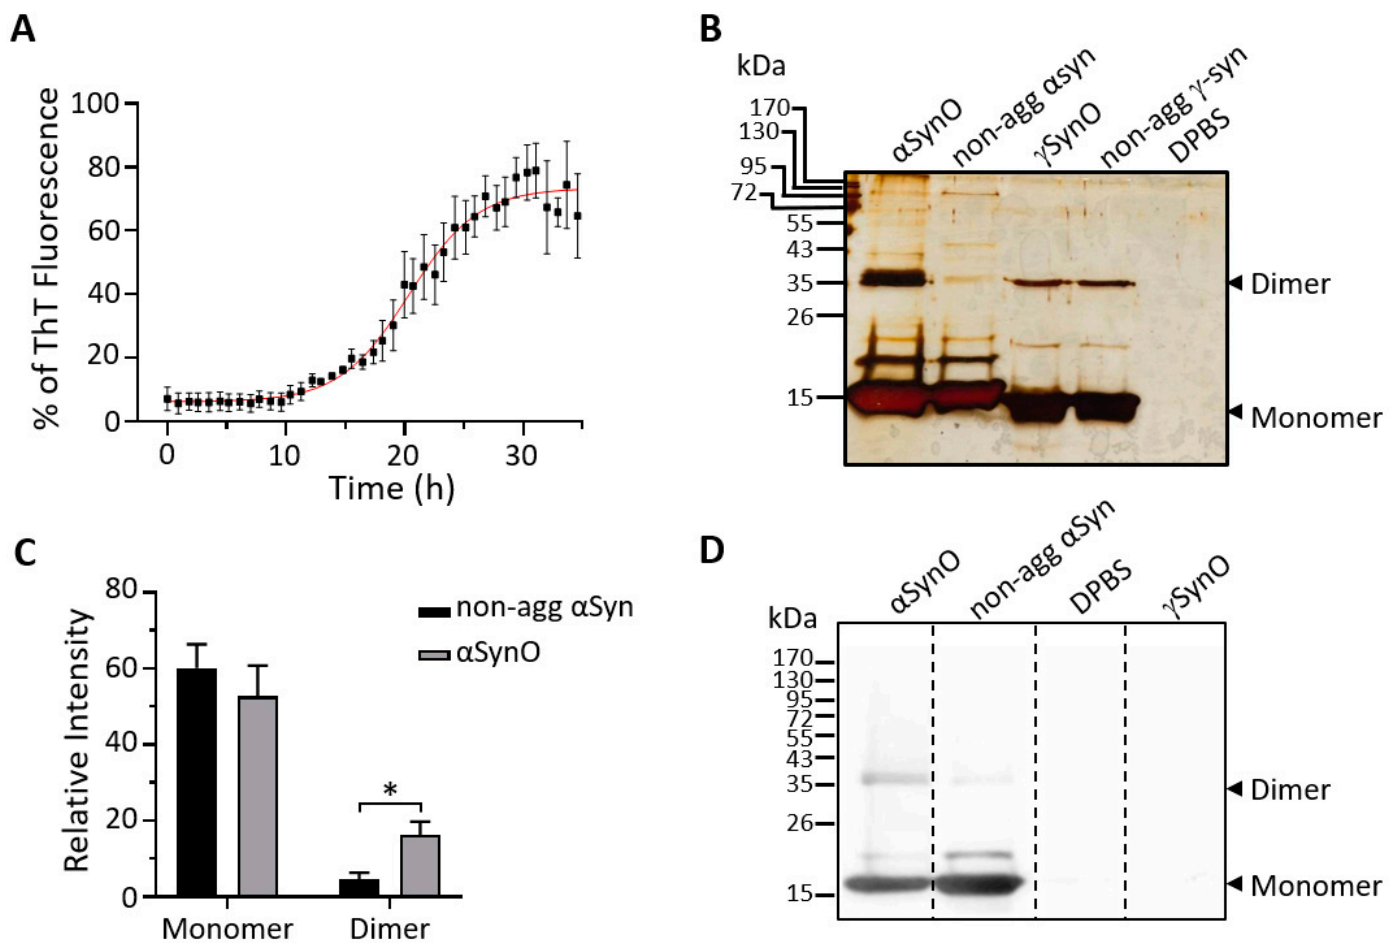 A
% of ThT Fluorescence
100
80
60
40
20
0
0 10 20 30
Time (h)
B
kDa
αSynO
non-agg αsyn
γSynO
non-agg γ-syn
DPBS
170
130
95
72
55
43
35
26
15
Dimer
Monomer
C
Relative Intensity
80
60
40
20
0
non-agg αSyn
αSynO
*
Monomer Dimer
D
kDa
αSynO
non-agg αSyn
DPBS
γSynO
170
130
95
72
55
43
35
26
15
Dimer
Monomer